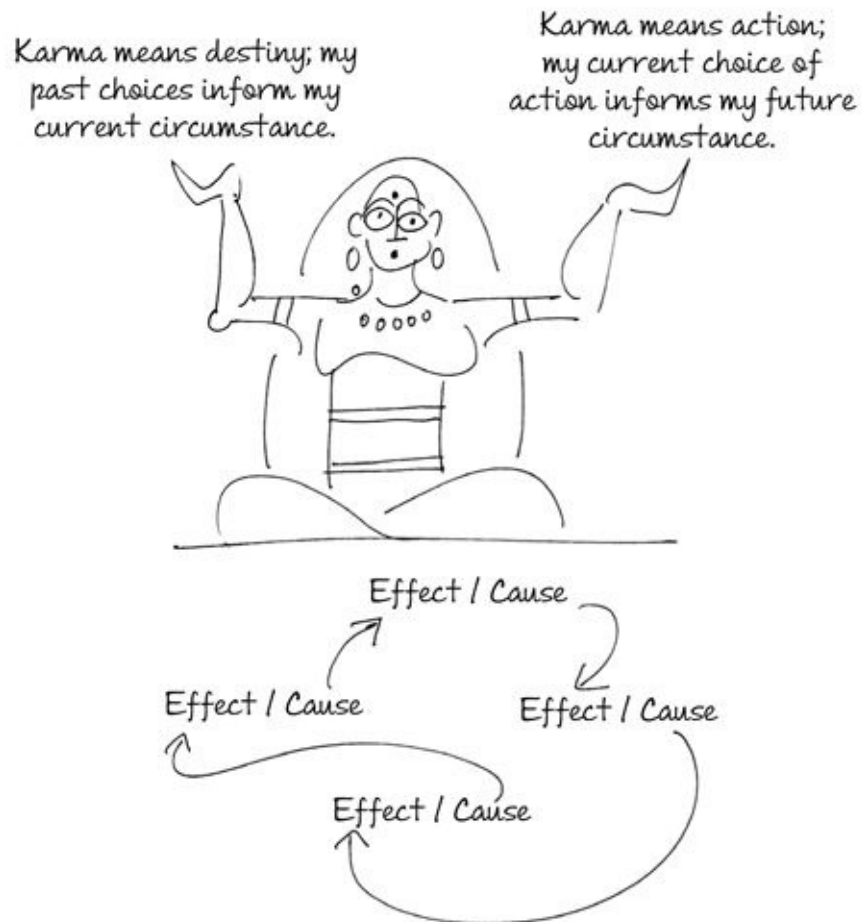 Karma means destiny; my
past choices inform my
current circumstance.
Karma means action;
my current choice of
action informs my future
circumstance.
Effect / Cause
Effect / Cause
Effect / Cause
Effect / Cause